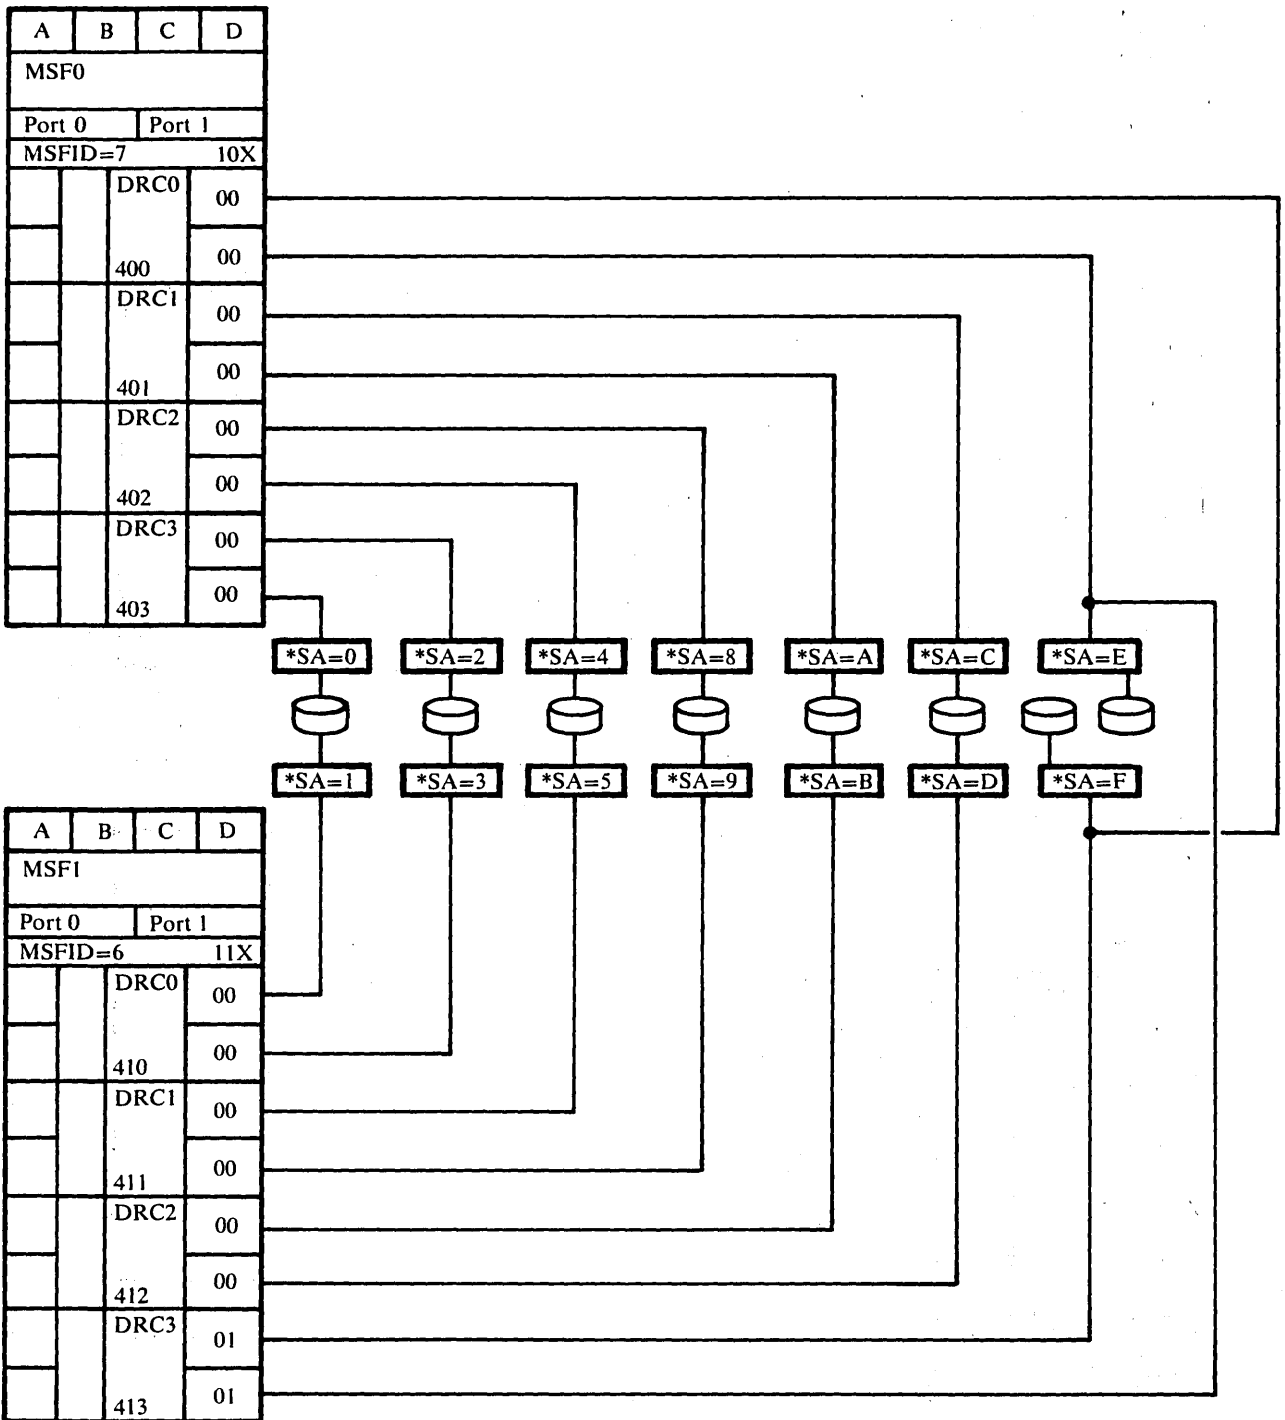 A B C D
MSF0
Port 0 Port 1
MSFID=7 10X
DRC0 00
400 00
DRC1 00
401 00
DRC2 00
402 00
DRC3 00
403 00
*SA=0 *SA=2 *SA=4 *SA=8 *SA=A *SA=C *SA=E
*SA=1 *SA=3 *SA=5 *SA=9 *SA=B *SA=D *SA=F
A B C D
MSF1
Port 0 Port 1
MSFID=6 11X
DRC0 00
410 00
DRC1 00
411 00
DRC2 00
412 00
DRC3 01
413 01